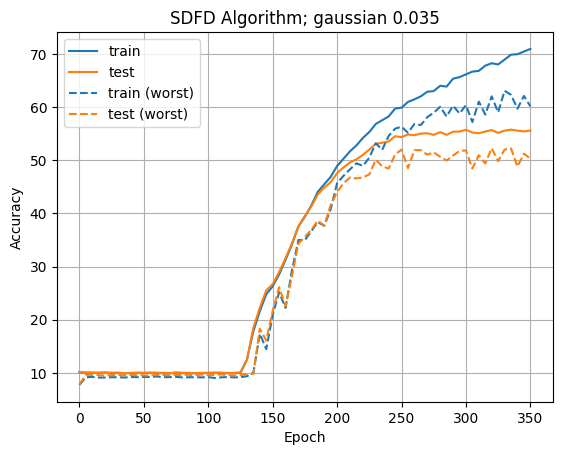 SDFD Algorithm; gaussian 0.035
train
test
train (worst)
test (worst)
Accuracy
70
60
50
40
30
20
10
0
50
100
150
200
250
300
350
Epoch